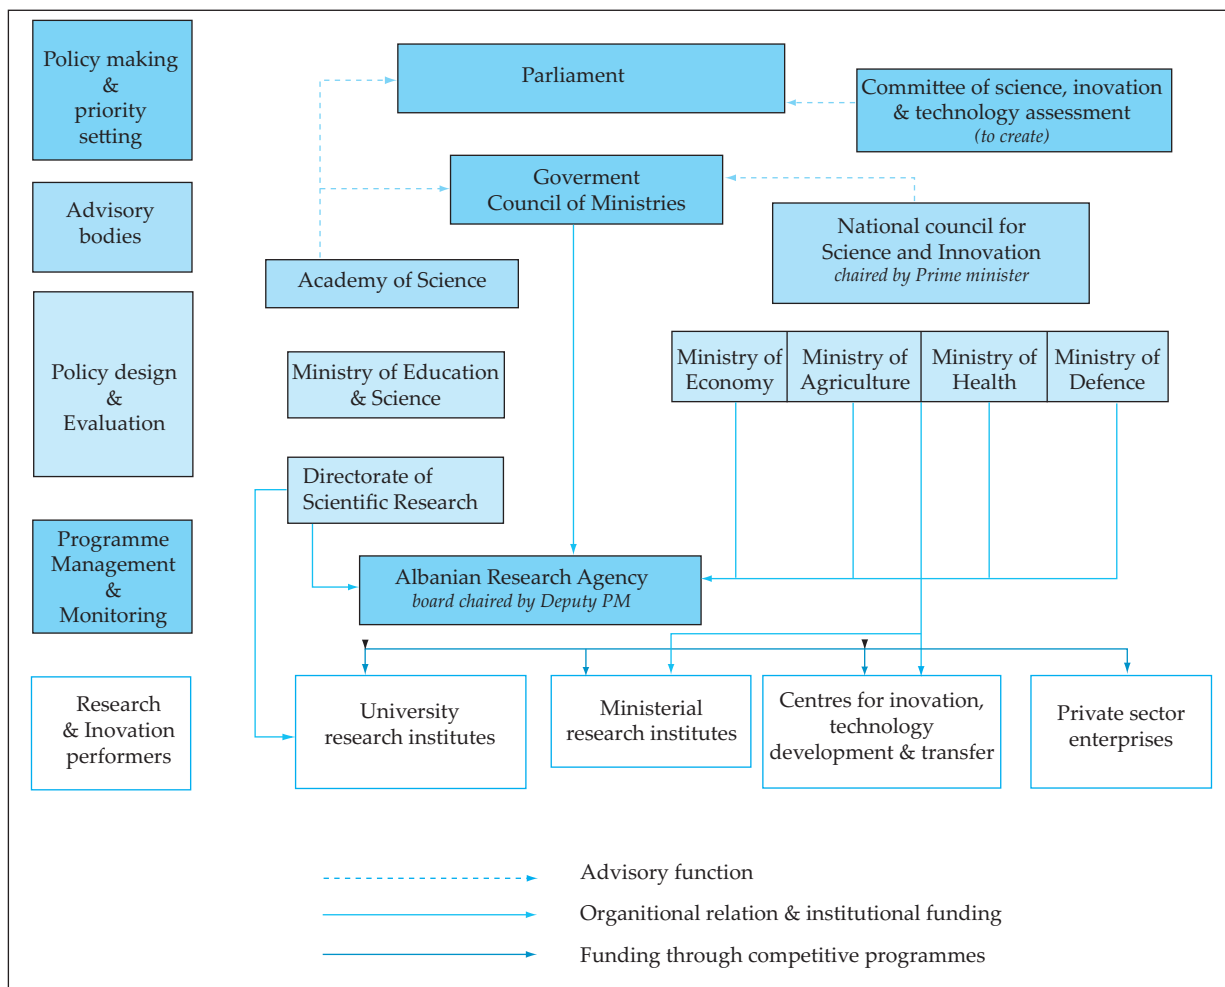 Policy making
&
priority
setting
Parliament
Committee of science, inovation
& technology assessment
(to create)
Goverment
Council of Ministries
Advisory
bodies
National council for
Science and Innovation
chaired by Prime minister
Academy of Science
Policy design
&
Evaluation
Ministry of Education
& Science
Ministry of
Economy
Ministry of
Agriculture
Ministry of
Health
Ministry of
Defence
Directorate of
Scientific Research
Programme
Management
&
Monitoring
Albanian Research Agency
board chaired by Deputy PM
Research
& Inovation
performers
University
research institutes
Ministerial
research institutes
Centres for inovation,
technology
development & transfer
Private sector
enterprises
Advisory function
Organitional relation & institutional funding
Funding through competitive programmes